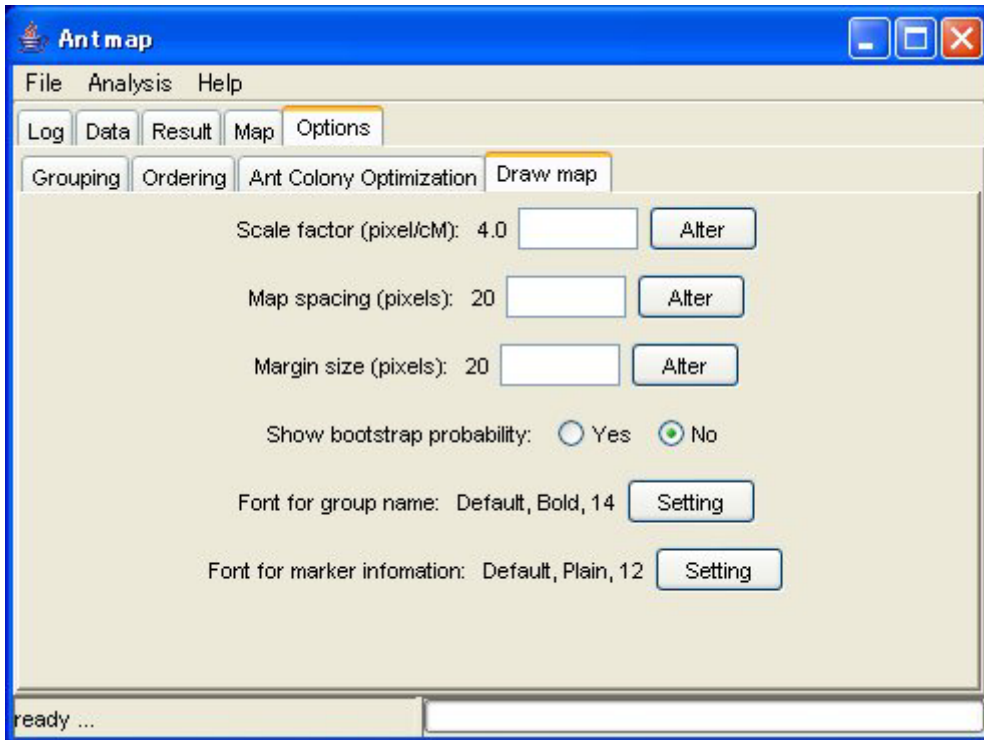 Antmap
File Analysis Help
Log Data Result Map Options
Grouping Ordering Ant Colony Optimization Draw map
Scale factor (pixel/cM): 4.0 Alter
Map spacing (pixels): 20 Alter
Margin size (pixels): 20 Alter
Show bootstrap probability: Yes No
Font for group name: Default, Bold, 14 Setting
Font for marker infomation: Default, Plain, 12 Setting
ready ...